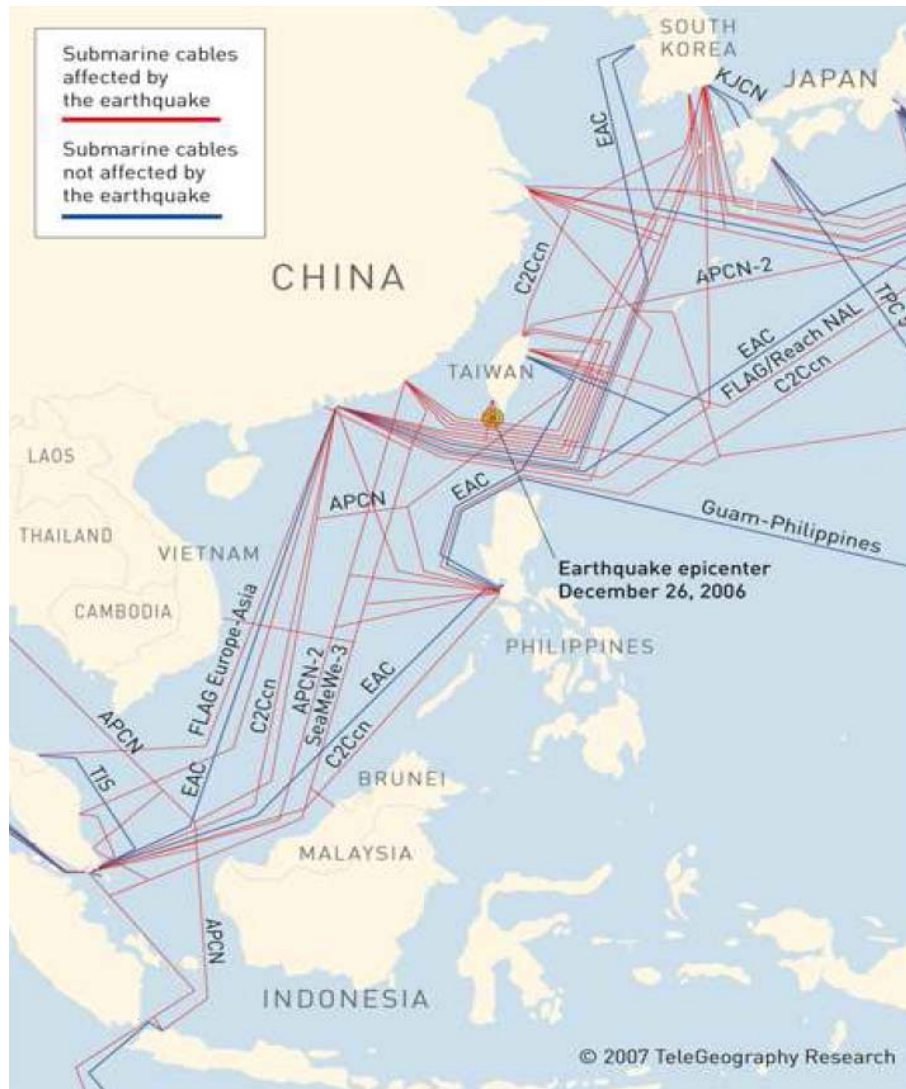 Submarine cables
affected by
the earthquake
Submarine cables
not affected by
the earthquake
SOUTH
KOREA
JAPAN
KJCN
EAC
CHINA
C2Ccn
APCN-2
TPC 5
EAC
FLAG/Reach NAL
C2Ccn
TAIWAN
LAOS
THAILAND
VIETNAM
CAMBODIA
APCN
EAC
Guam-Philippines
Earthquake epicenter
December 26, 2006
PHILIPPINES
FLAG Europe-Asia
C2Ccn
APCN-2
SeaMeWe-3
EAC
C2Ccn
APCN
TIS
EAC
BRUNEI
MALAYSIA
APCN
INDONESIA
© 2007 TeleGeography Research